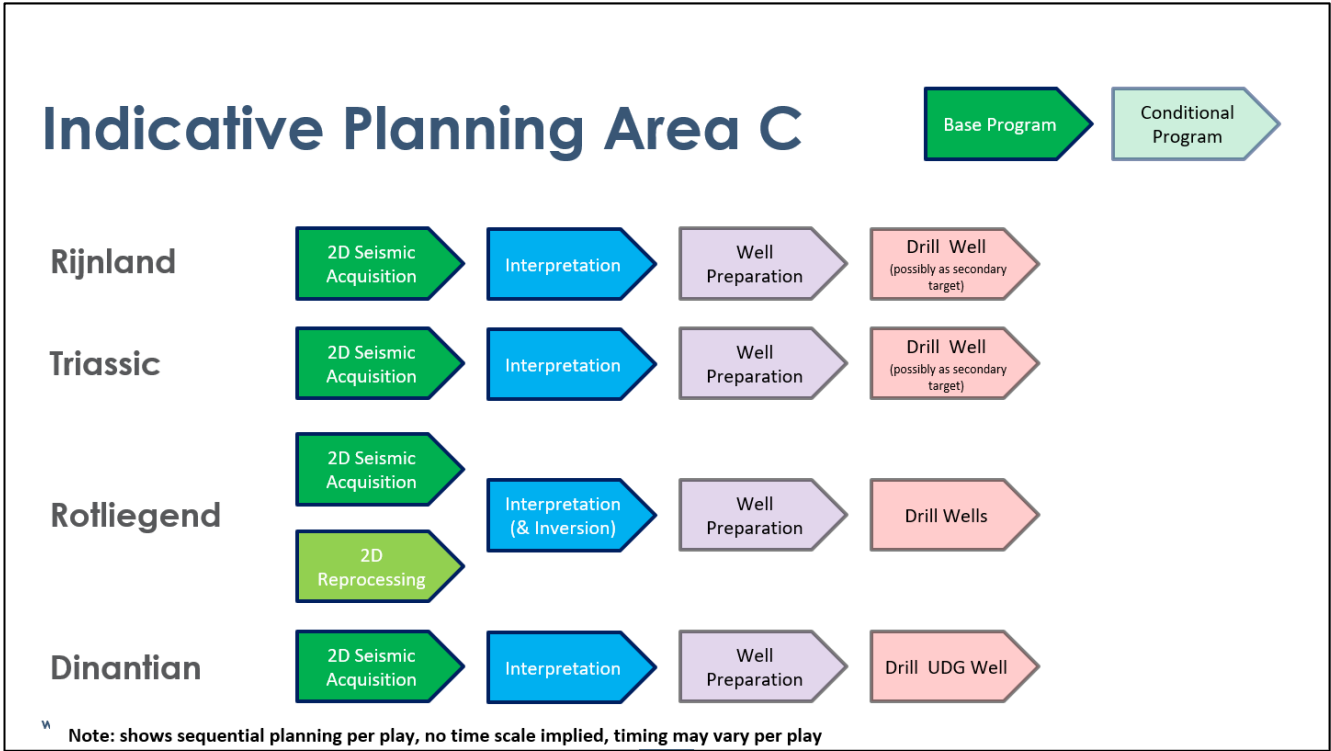 Indicative Planning Area C
Base Program
Conditional
Program
Rijnland
2D Seismic
Acquisition
Interpretation
Well
Preparation
Drill Well
(possibly as secondary
target)
Triassic
2D Seismic
Acquisition
Interpretation
Well
Preparation
Drill Well
(possibly as secondary
target)
Rotliegend
2D Seismic
Acquisition
2D
Reprocessing
Interpretation
(& Inversion)
Well
Preparation
Drill Wells
Dinantian
2D Seismic
Acquisition
Interpretation
Well
Preparation
Drill UDG Well
Note: shows sequential planning per play, no time scale implied, timing may vary per play